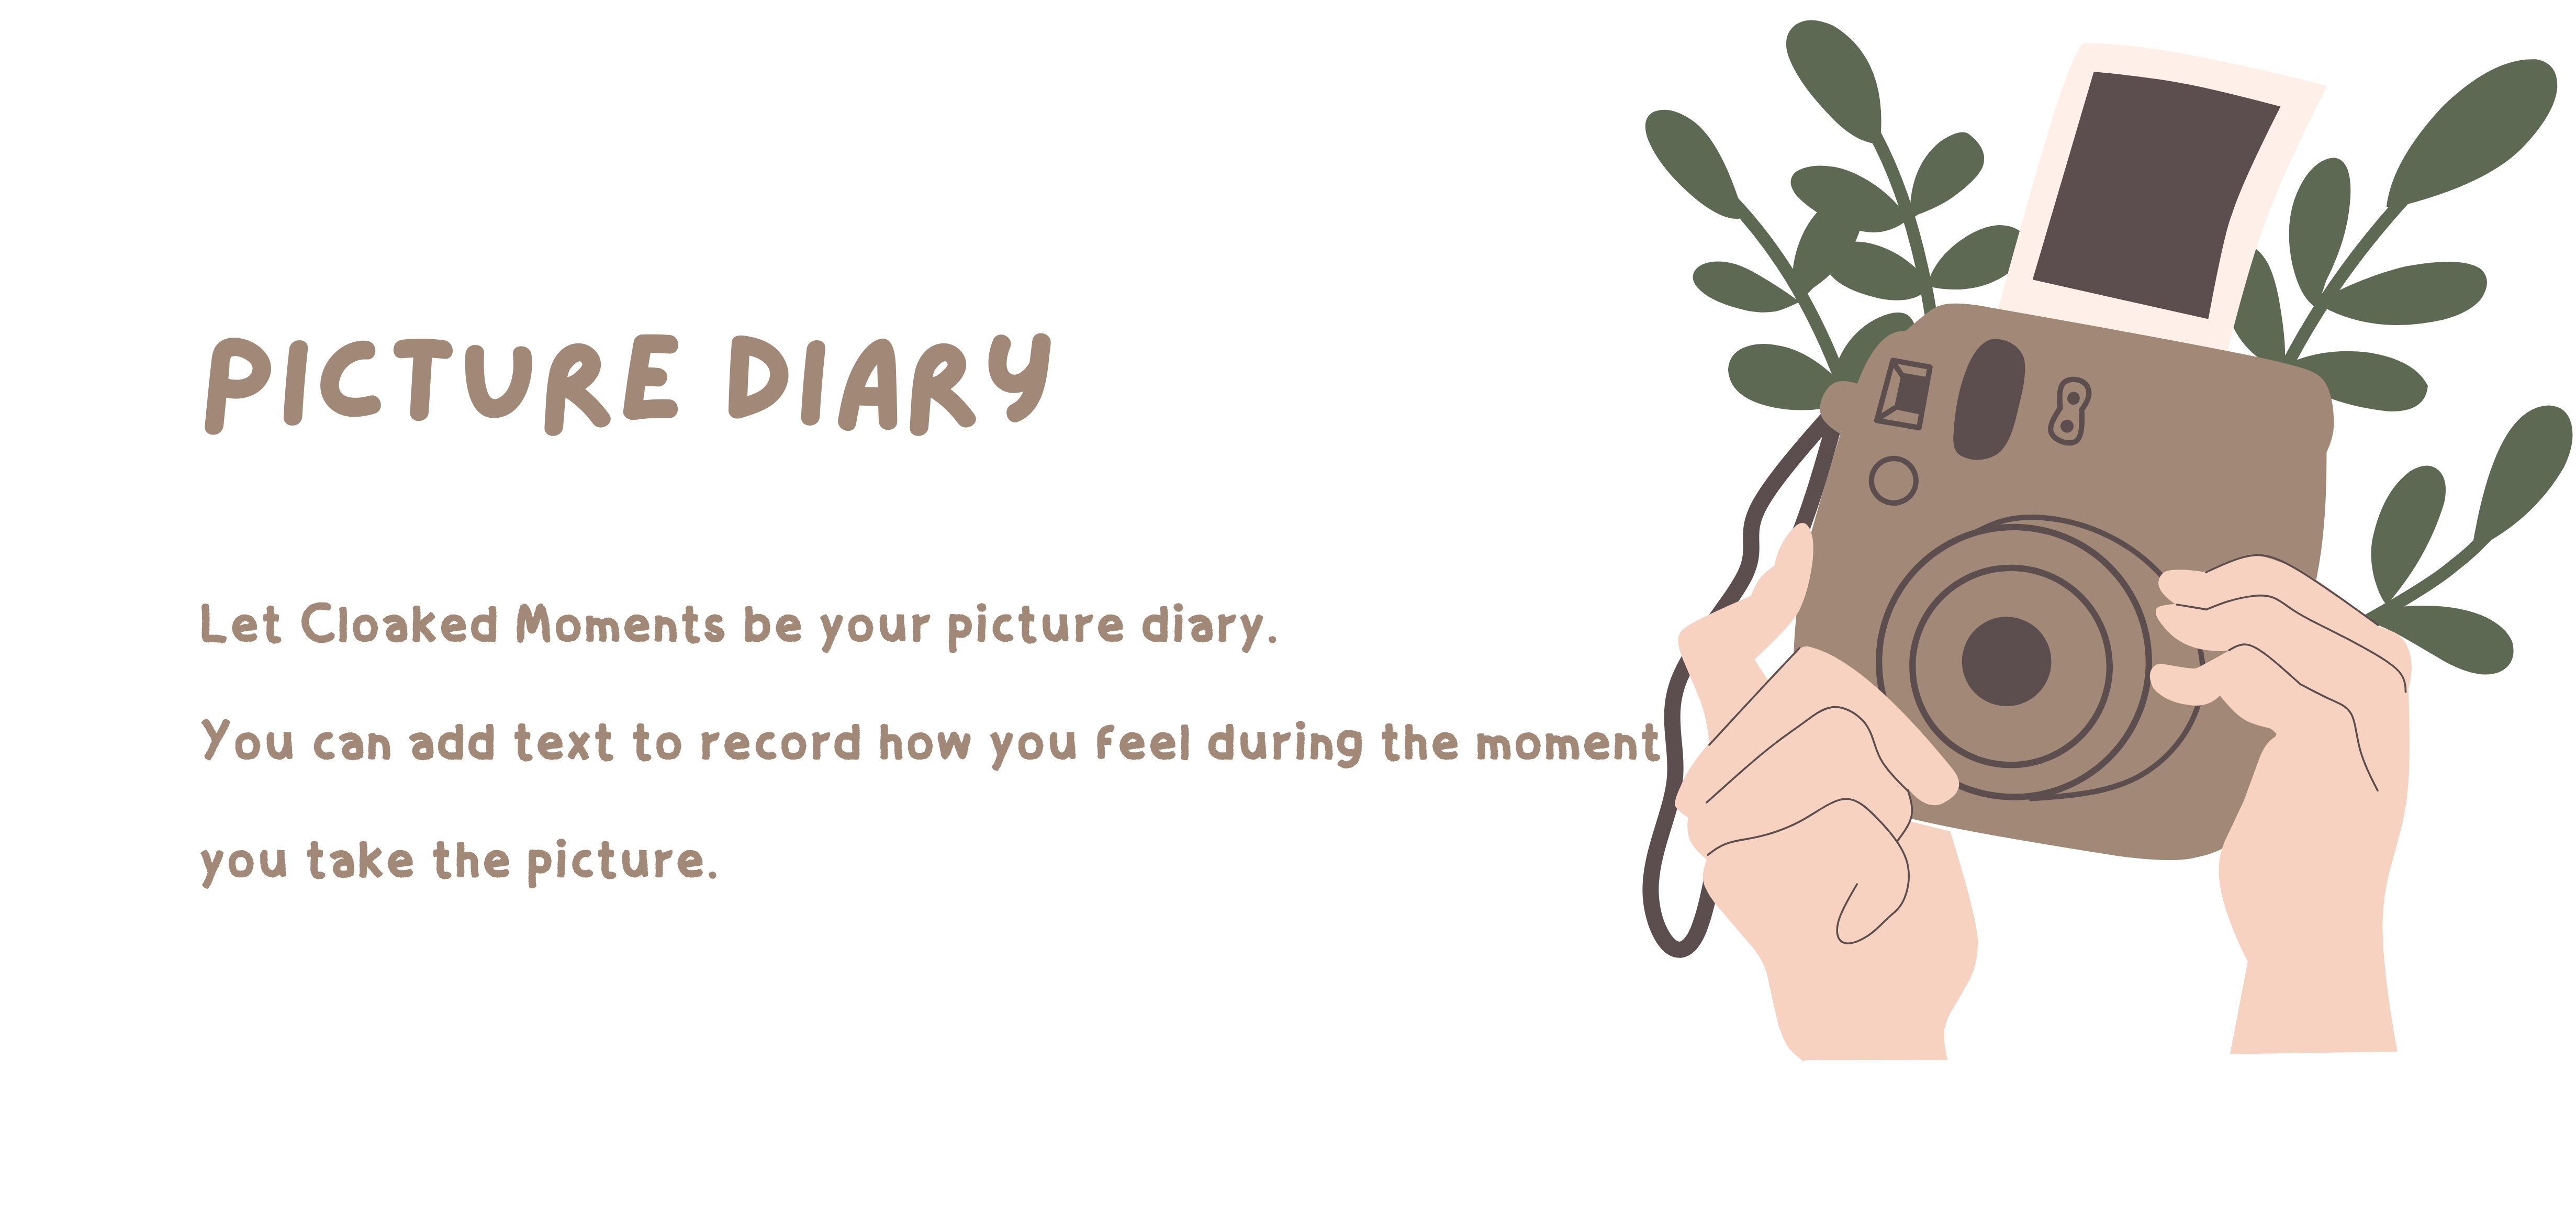 PICTURE DIARY
Let Cloaked Moments be your picture diary.
You can add text to record how you feel during the moment
you take the picture.